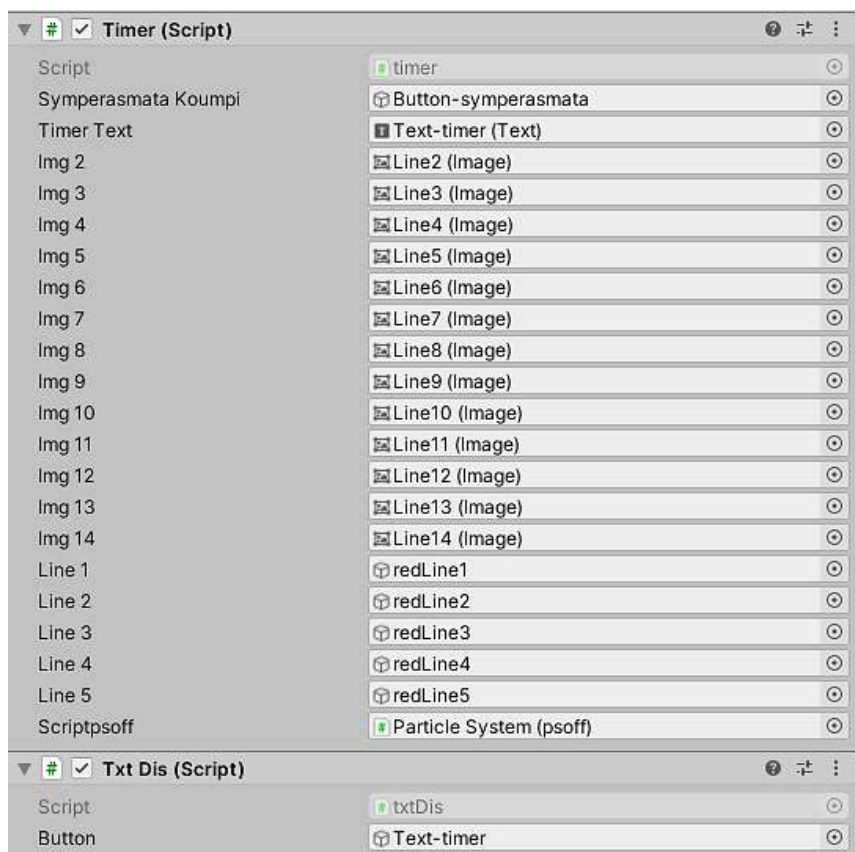 # Timer (Script)
Script # timer
Symperasmata Koumpi Button-symperasmata
Timer Text T Text-timer (Text)
Img 2 Line2 (Image)
Img 3 Line3 (Image)
Img 4 Line4 (Image)
Img 5 Line5 (Image)
Img 6 Line6 (Image)
Img 7 Line7 (Image)
Img 8 Line8 (Image)
Img 9 Line9 (Image)
Img 10 Line10 (Image)
Img 11 Line11 (Image)
Img 12 Line12 (Image)
Img 13 Line13 (Image)
Img 14 Line14 (Image)
Line 1 redLine1
Line 2 redLine2
Line 3 redLine3
Line 4 redLine4
Line 5 redLine5
Scriptpsoff # Particle System (psoff)
# Txt Dis (Script)
Script # txtDis
Button Text-timer